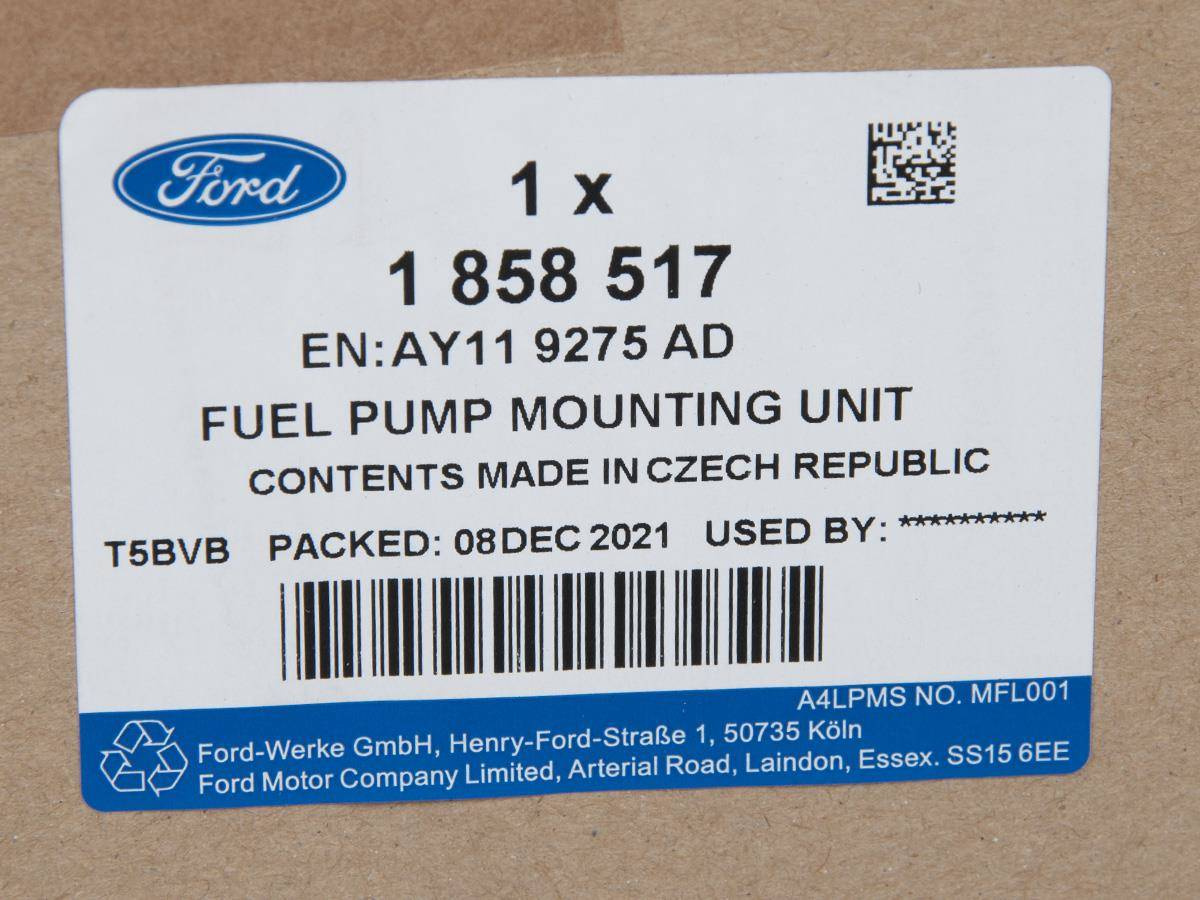 Ford
1 x
1 858 517
EN:AY11 9275 AD
FUEL PUMP MOUNTING UNIT
CONTENTS MADE IN CZECH REPUBLIC
T5BVB PACKED: 08DEC 2021 USED BY: **********
A4LPMS NO. MFL001
Ford-Werke GmbH, Henry-Ford-Straße 1, 50735 Köln
Ford Motor Company Limited, Arterial Road, Laindon, Essex. SS15 6EE